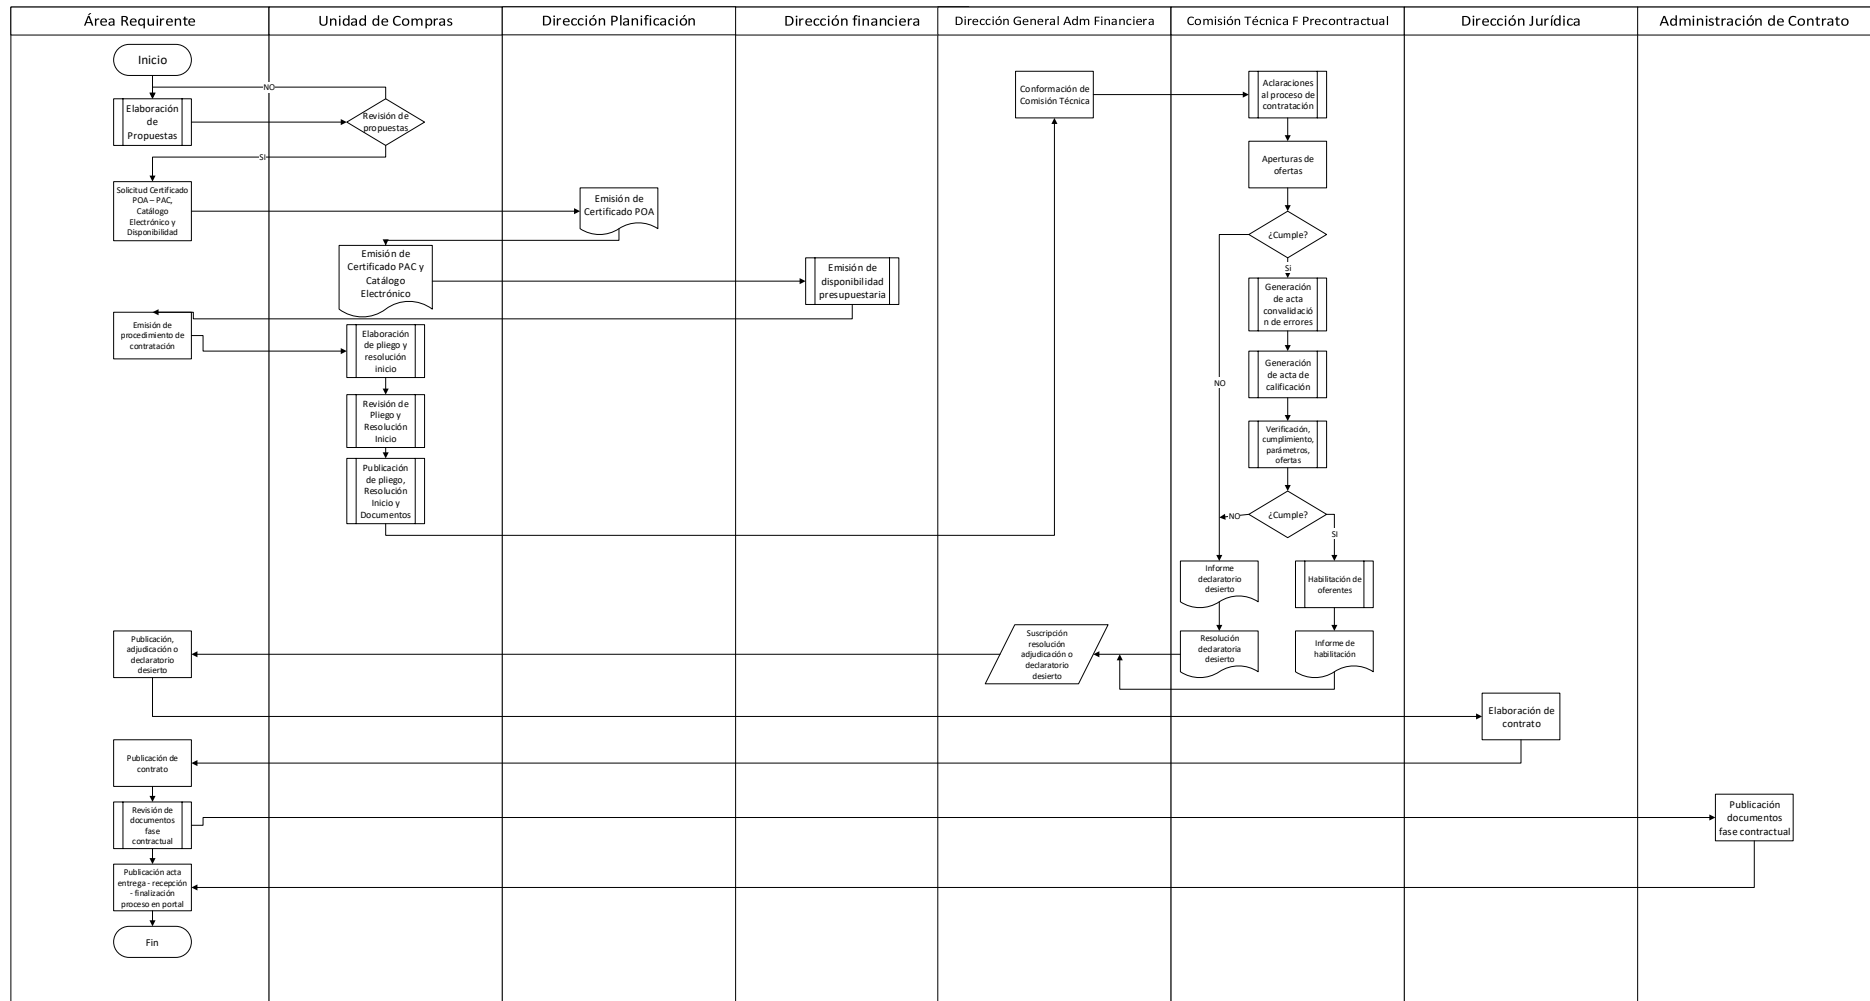 Área Requirente
Unidad de Compras
Dirección Planificación
Dirección financiera
Dirección General Adm Financiera
Comisión Técnica F Precontractual
Dirección Jurídica
Administración de Contrato
Inicio
NO
Elaboración
de
Propuestas
Revisión de
propuestas
SI
Solicitud Certificado
POA – PAC,
Catálogo
Electrónico y
Disponibilidad
Emisión de
Certificado POA
Emisión de
Certificado PAC y
Catálogo
Electrónico
Emisión de
disponibilidad
presupuestaria
Emisión de
procedimiento de
contratación
Elaboración
de pliego y
resolución
inicio
Revisión de
Pliego y
Resolución
Inicio
Publicación
de pliego,
Resolución
Inicio y
Documentos
Conformación de
Comisión Técnica
Aclaraciones
al proceso de
contratación
Aperturas de
ofertas
¿Cumple?
Si
NO
Generación
de acta
convalidació
n de errores
Generación
de acta de
calificación
Verificación,
cumplimiento,
parámetros,
ofertas
¿Cumple?
NO
SI
Informe
declaratorio
desierto
Habilitación de
oferentes
Resolución
declaratoria
desierto
Informe de
habilitación
Suscripción
resolución
adjudicación o
declaratorio
desierto
Publicación,
adjudicación o
declaratorio
desierto
Elaboración de
contrato
Publicación de
contrato
Revisión de
documentos
fase
contractual
Publicación
documentos
fase contractual
Publicación acta
entrega - recepción
- finalización
proceso en portal
Fin